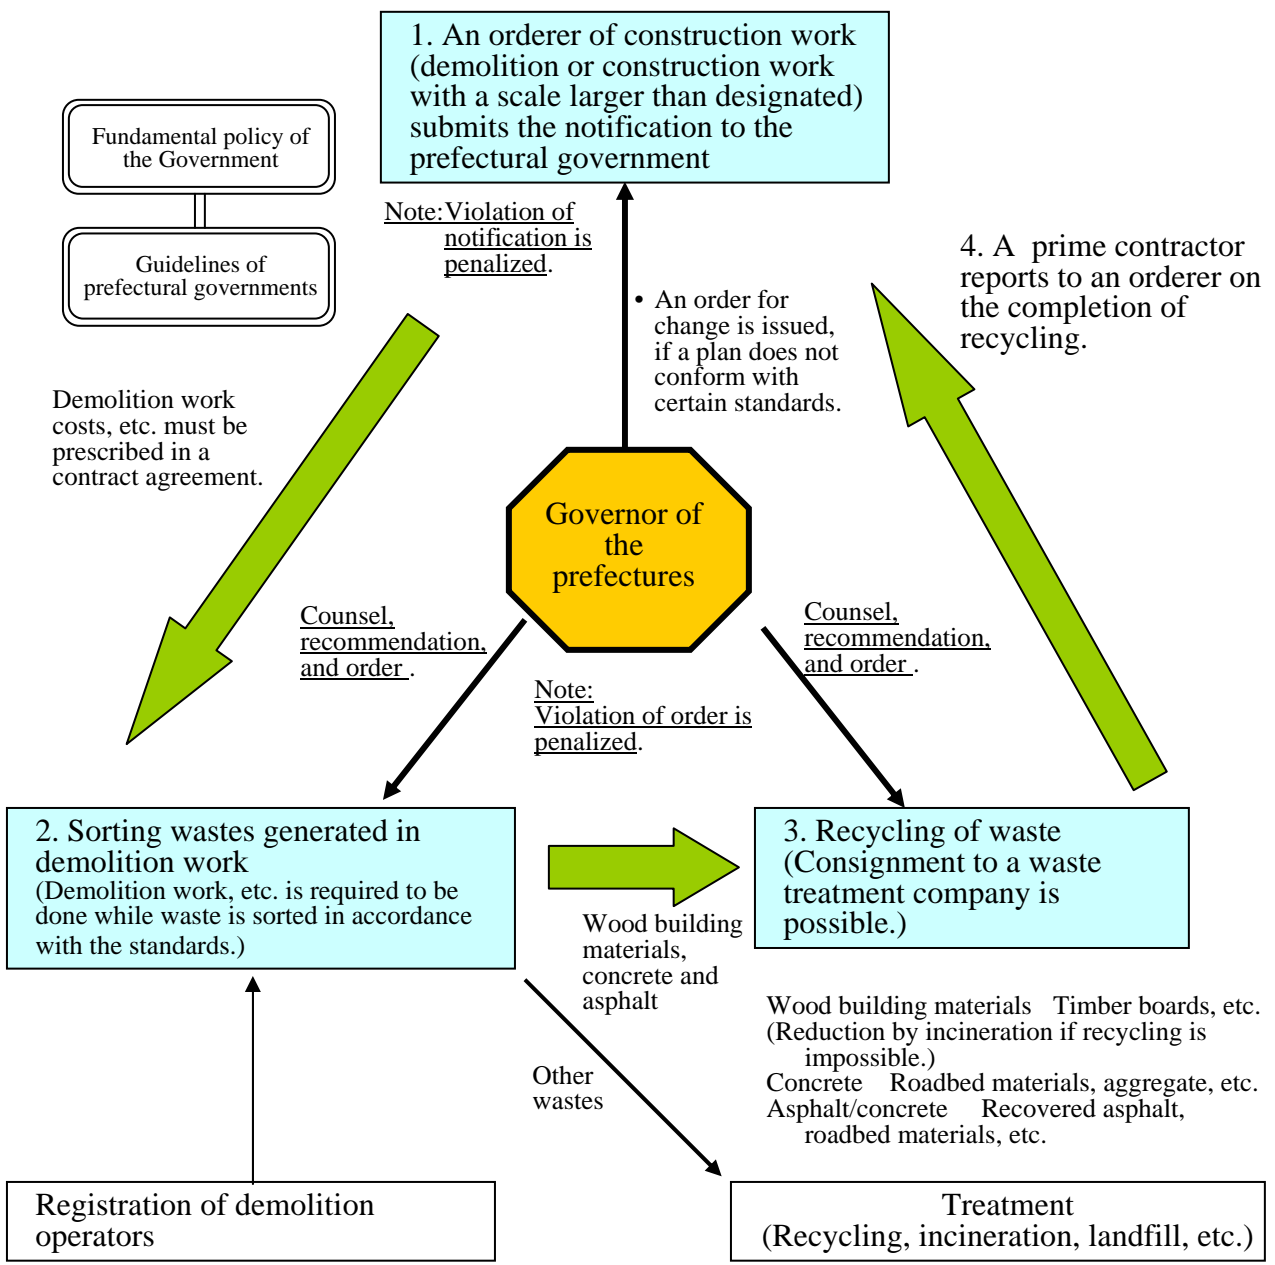 1. An orderer of construction work
(demolition or construction work
with a scale larger than designated)
submits the notification to the
prefectural government
Fundamental policy of
the Government
Guidelines of
prefectural governments
Note:Violation of
notification is
penalized.
• An order for
change is issued,
if a plan does not
conform with
certain standards.
4. A  prime contractor
reports to an orderer on
the completion of
recycling.
Demolition work
costs, etc. must be
prescribed in a
contract agreement.
Governor of
the
prefectures
Counsel,
recommendation,
and order .
Counsel,
recommendation,
and order .
Note:
Violation of order is
penalized.
2. Sorting wastes generated in
demolition work
(Demolition work, etc. is required to be
done while waste is sorted in accordance
with the standards.)
Wood building
materials,
concrete and
asphalt
3. Recycling of waste
(Consignment to a waste
treatment company is
possible.)
Wood building materials   Timber boards, etc.
(Reduction by incineration if recycling is
impossible.)
Concrete   Roadbed materials, aggregate, etc.
Asphalt/concrete    Recovered asphalt,
roadbed materials, etc.
Other
wastes
Registration of demolition
operators
Treatment
(Recycling, incineration, landfill, etc.)